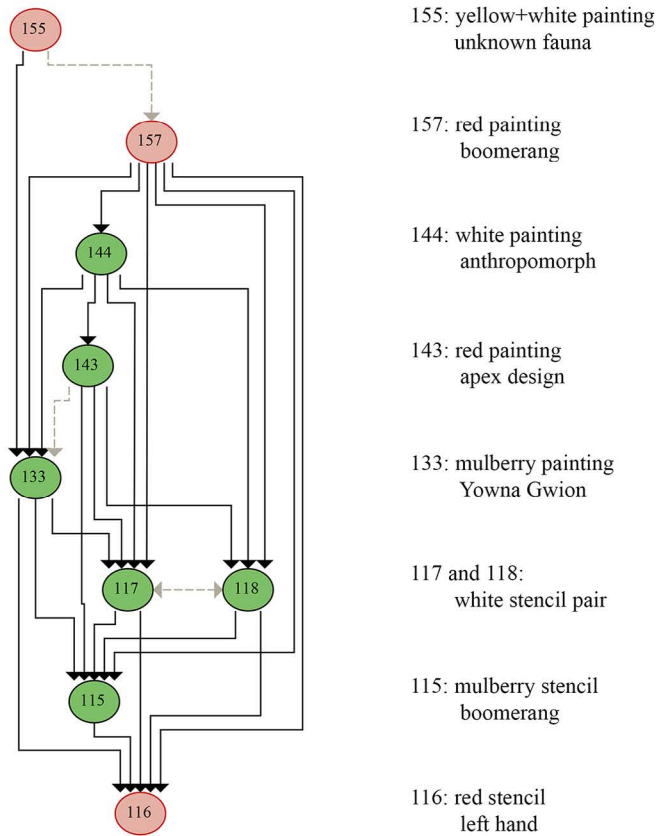 155
155: yellow+white painting
unknown fauna
157
157: red painting
boomerang
144
144: white painting
anthropomorph
143
143: red painting
apex design
133
133: mulberry painting
Yowna Gwion
117
118
117 and 118:
white stencil pair
115
115: mulberry stencil
boomerang
116
116: red stencil
left hand